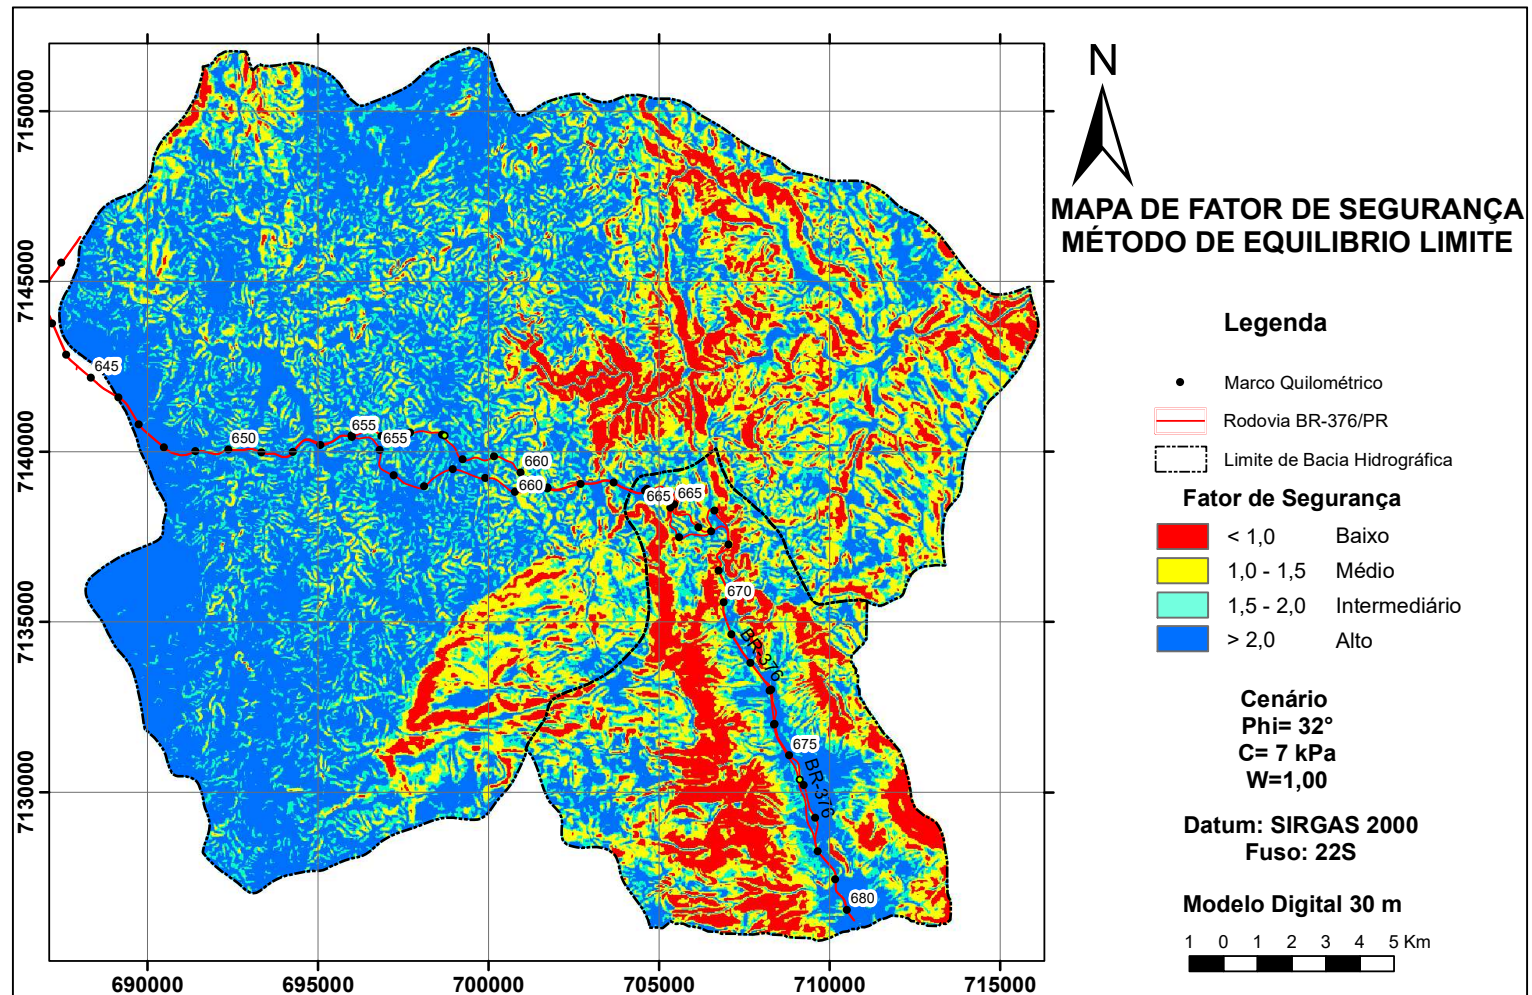 N
MAPA DE FATOR DE SEGURANÇA
MÉTODO DE EQUILIBRIO LIMITE
Legenda
Marco Quilométrico
Rodovia BR-376/PR
Limite de Bacia Hidrográfica
Fator de Segurança
< 1,0 Baixo
1,0 - 1,5 Médio
1,5 - 2,0 Intermediário
> 2,0 Alto
Cenário
Phi= 32°
C= 7 kPa
W=1,00
Datum: SIRGAS 2000
Fuso: 22S
Modelo Digital 30 m
1 0 1 2 3 4 5 Km
7150000
7145000
7140000
7135000
7130000
690000 695000 700000 705000 710000 715000
645
650
655
655
660
660
665 665
670
BR-376
675
BR-376
680